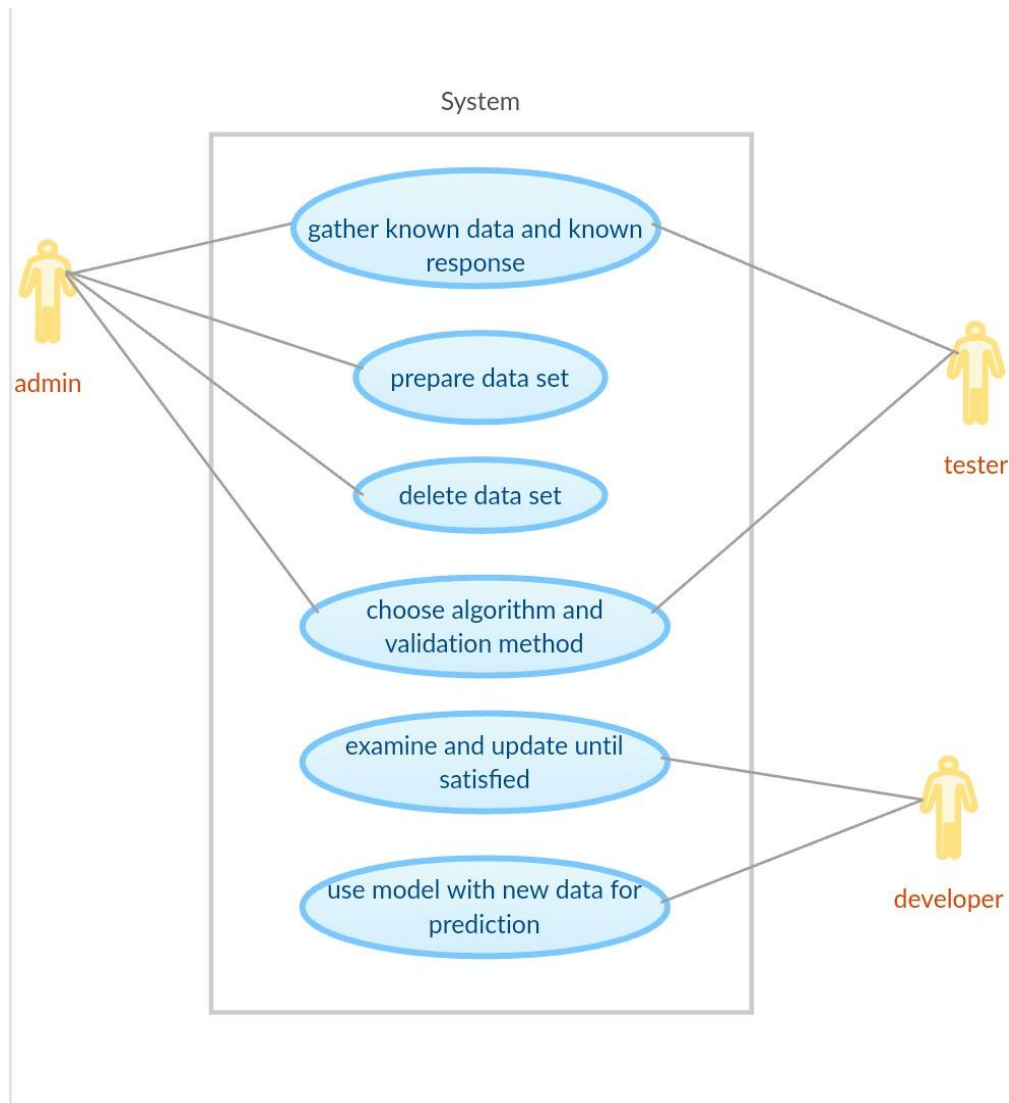 System
gather known data and known
response
admin
prepare data set
tester
delete data set
choose algorithm and
validation method
examine and update until
satisfied
developer
use model with new data for
prediction